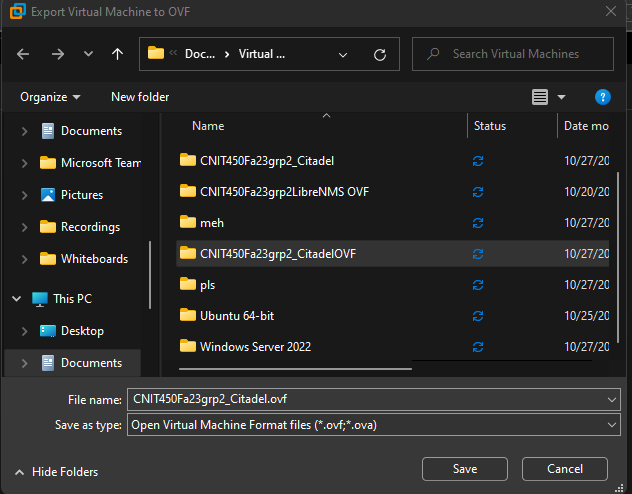 Export Virtual Machine to OVF
Doc... Virtual ...
Search Virtual Machines
Organize New folder
Name Status Date mo
Documents
Microsoft Team
Pictures
Recordings
Whiteboards
This PC
Desktop
Documents
CNIT450Fa23grp2_Citadel 10/27/20
CNIT450Fa23grp2LibreNMS OVF 10/20/20
meh 10/27/20
CNIT450Fa23grp2_CitadelOVF 10/27/20
pls 10/27/20
Ubuntu 64-bit 10/25/20
Windows Server 2022 10/27/20
File name: CNIT450Fa23grp2_Citadel.ovf
Save as type: Open Virtual Machine Format files (*.ovf;*.ova)
Hide Folders Save Cancel